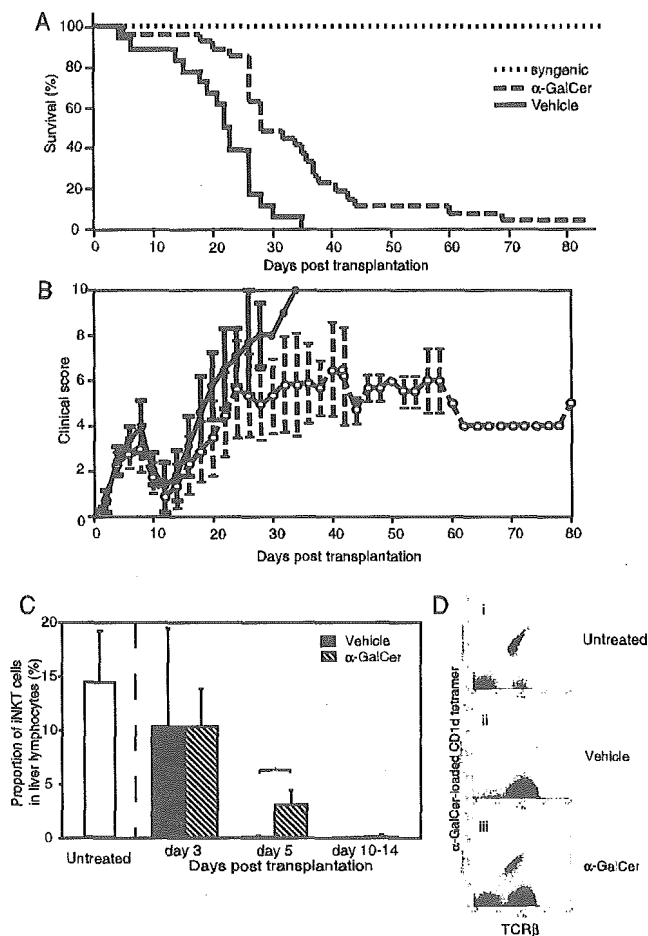 A
100
80
60
40
20
0
Survival (%)
syngenic
α-GalCer
Vehicle
0 10 20 30 40 50 60 70 80
Days post transplantation
B
10
8
6
4
2
0
Clinical score
0 10 20 30 40 50 60 70 80
Days post transplantation
C
20
15
10
5
0
Proportion of iNKT cells
in liver lymphocytes (%)
Vehicle
α-GalCer
Untreated
day 3 day 5 day 10-14
Days post transplantation
D
i
Untreated
ii
Vehicle
iii
α-GalCer
α-GalCer-loaded CD1d tetramer
TCRβ